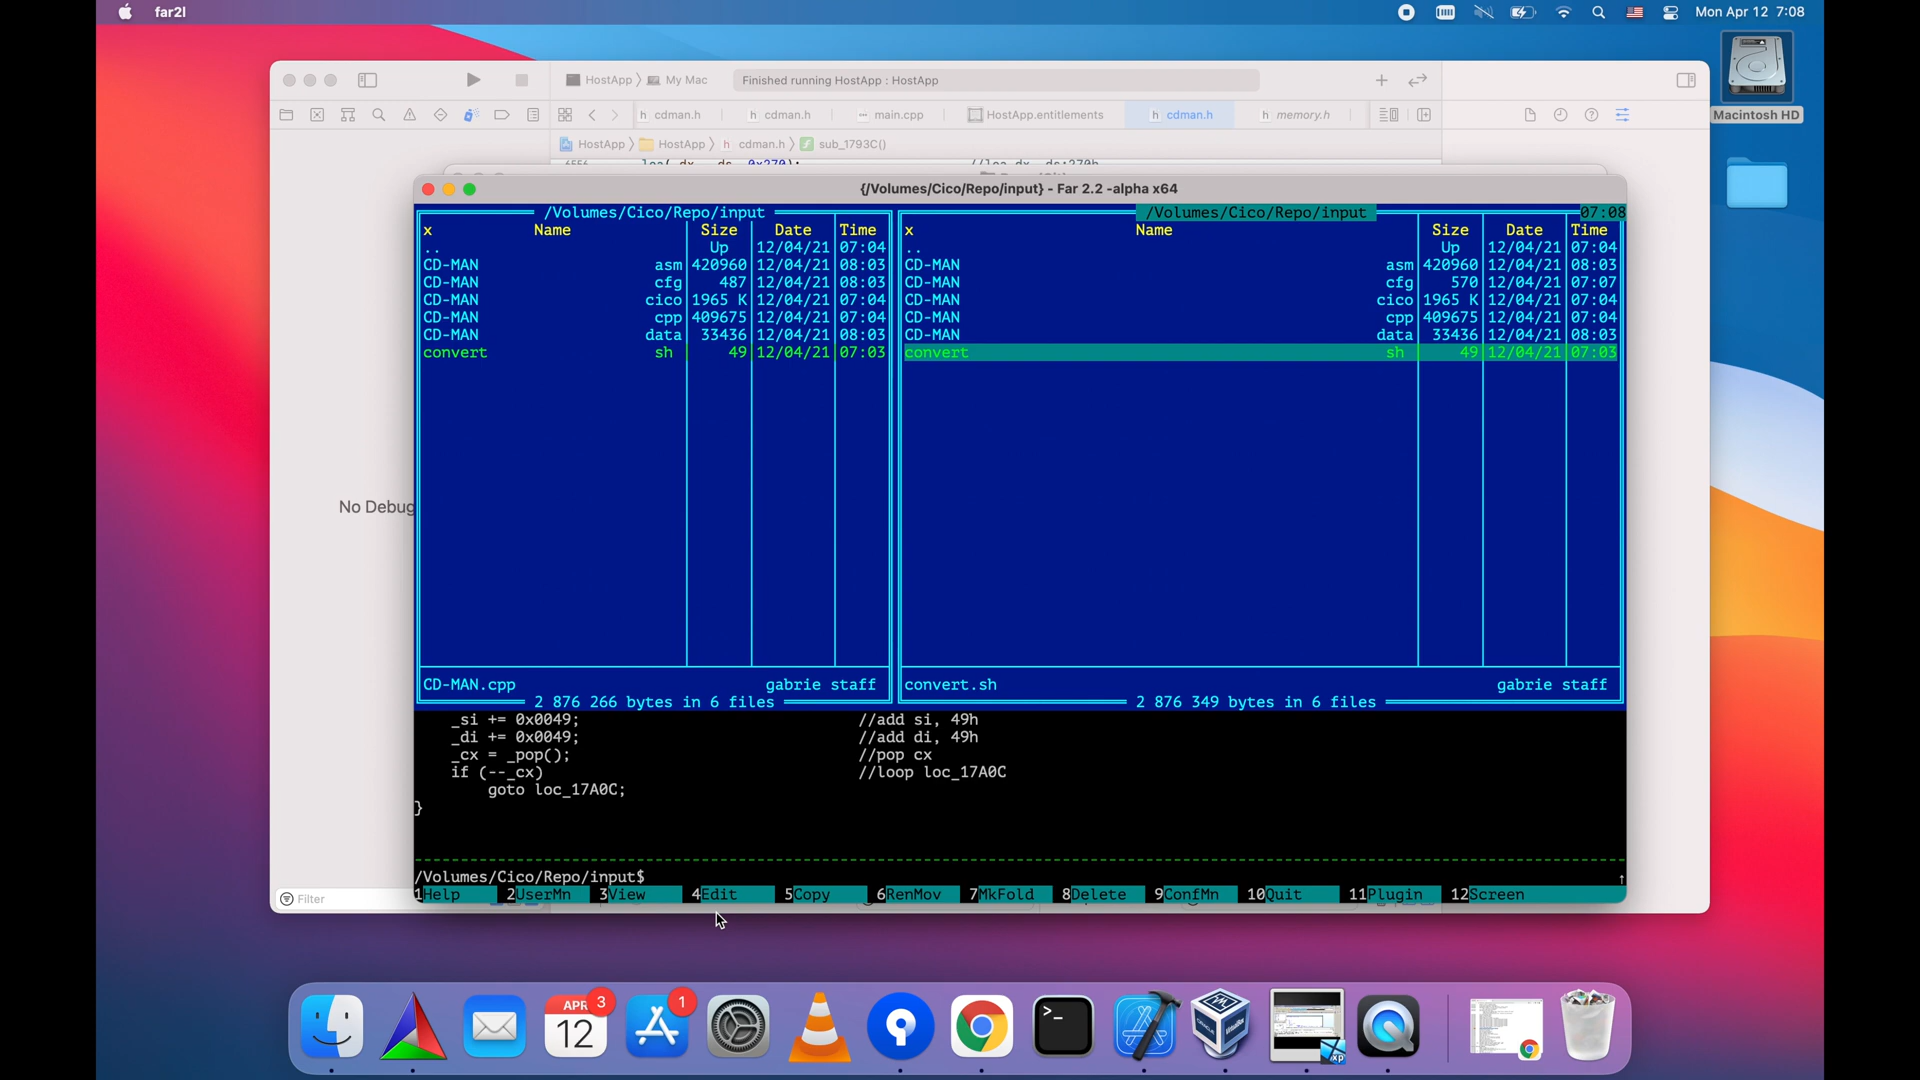 far2l
Mon Apr 12 7:08
HostApp
My Mac
Finished running HostApp : HostApp
Macintosh HD
h cdman.h
h cdman.h
main.cpp
HostApp.entitlements
h cdman.h
h memory.h
HostApp
HostApp
h cdman.h
sub_1793C()
{/Volumes/Cico/Repo/input} - Far 2.2 -alpha x64
/Volumes/Cico/Repo/input
/Volumes/Cico/Repo/input
07:08
x Name Size Date Time
x Name Size Date Time
.. Up 12/04/21 07:04
.. Up 12/04/21 07:04
CD-MAN asm 420960 12/04/21 08:03
CD-MAN asm 420960 12/04/21 08:03
CD-MAN cfg 487 12/04/21 08:03
CD-MAN cfg 570 12/04/21 07:07
CD-MAN cico 1965 K 12/04/21 07:04
CD-MAN cico 1965 K 12/04/21 07:04
CD-MAN cpp 409675 12/04/21 07:04
CD-MAN cpp 409675 12/04/21 07:04
CD-MAN data 33436 12/04/21 08:03
CD-MAN data 33436 12/04/21 08:03
convert sh 49 12/04/21 07:03
convert sh 49 12/04/21 07:03
No Debug
CD-MAN.cpp gabrie staff
convert.sh gabrie staff
2 876 266 bytes in 6 files
2 876 349 bytes in 6 files
_si += 0x0049; //add si, 49h
_di += 0x0049; //add di, 49h
_cx = _pop(); //pop cx
if (--_cx) //loop loc_17A0C
goto loc_17A0C;
}
/Volumes/Cico/Repo/input$
1Help 2UserMn 3View 4Edit 5Copy 6RenMov 7MkFold 8Delete 9ConfMn 10Quit 11Plugin 12Screen
Filter
APR
3
12
1